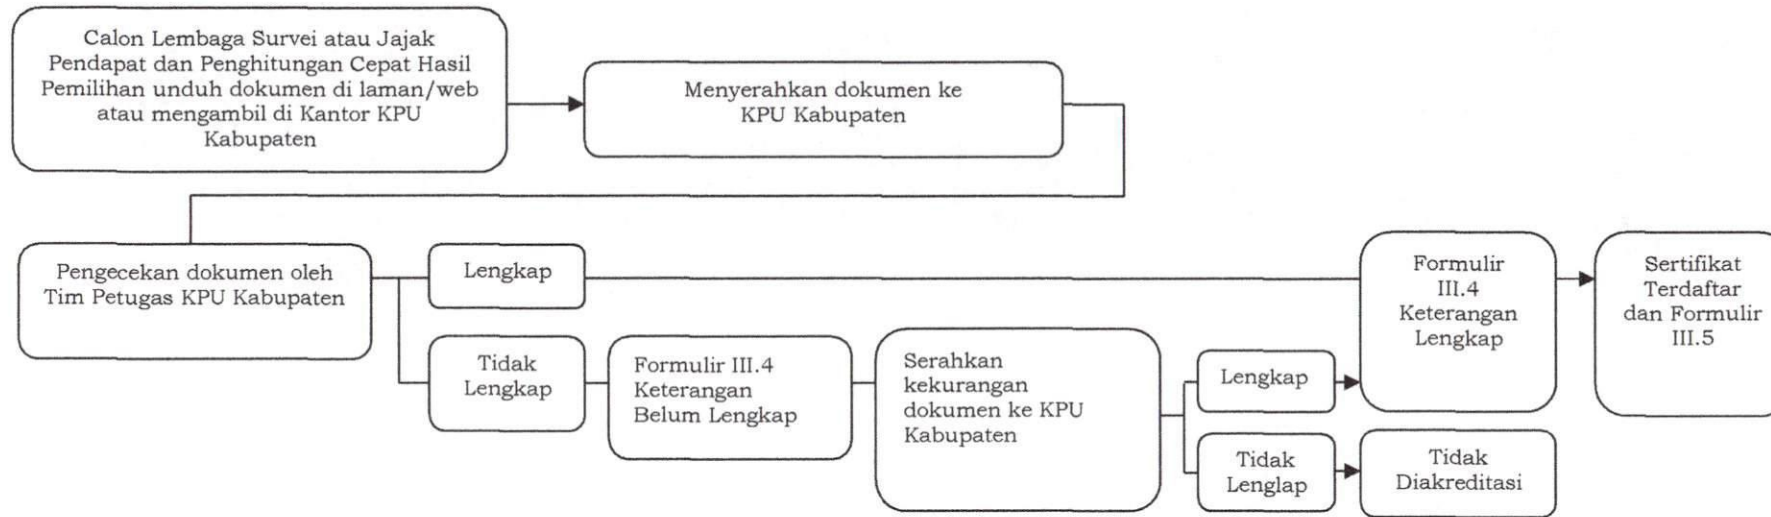 Calon Lembaga Survei atau Jajak
Pendapat dan Penghitungan Cepat Hasil
Pemilihan unduh dokumen di laman/web
atau mengambil di Kantor KPU
Kabupaten
Menyerahkan dokumen ke
KPU Kabupaten
Pengecekan dokumen oleh
Tim Petugas KPU Kabupaten
Lengkap
Tidak
Lengkap
Formulir III.4
Keterangan
Belum Lengkap
Serahkan
kekurangan
dokumen ke KPU
Kabupaten
Lengkap
Tidak
Lenglap
Formulir
III.4
Keterangan
Lengkap
Tidak
Diakreditasi
Sertifikat
Terdaftar
dan Formulir
III.5